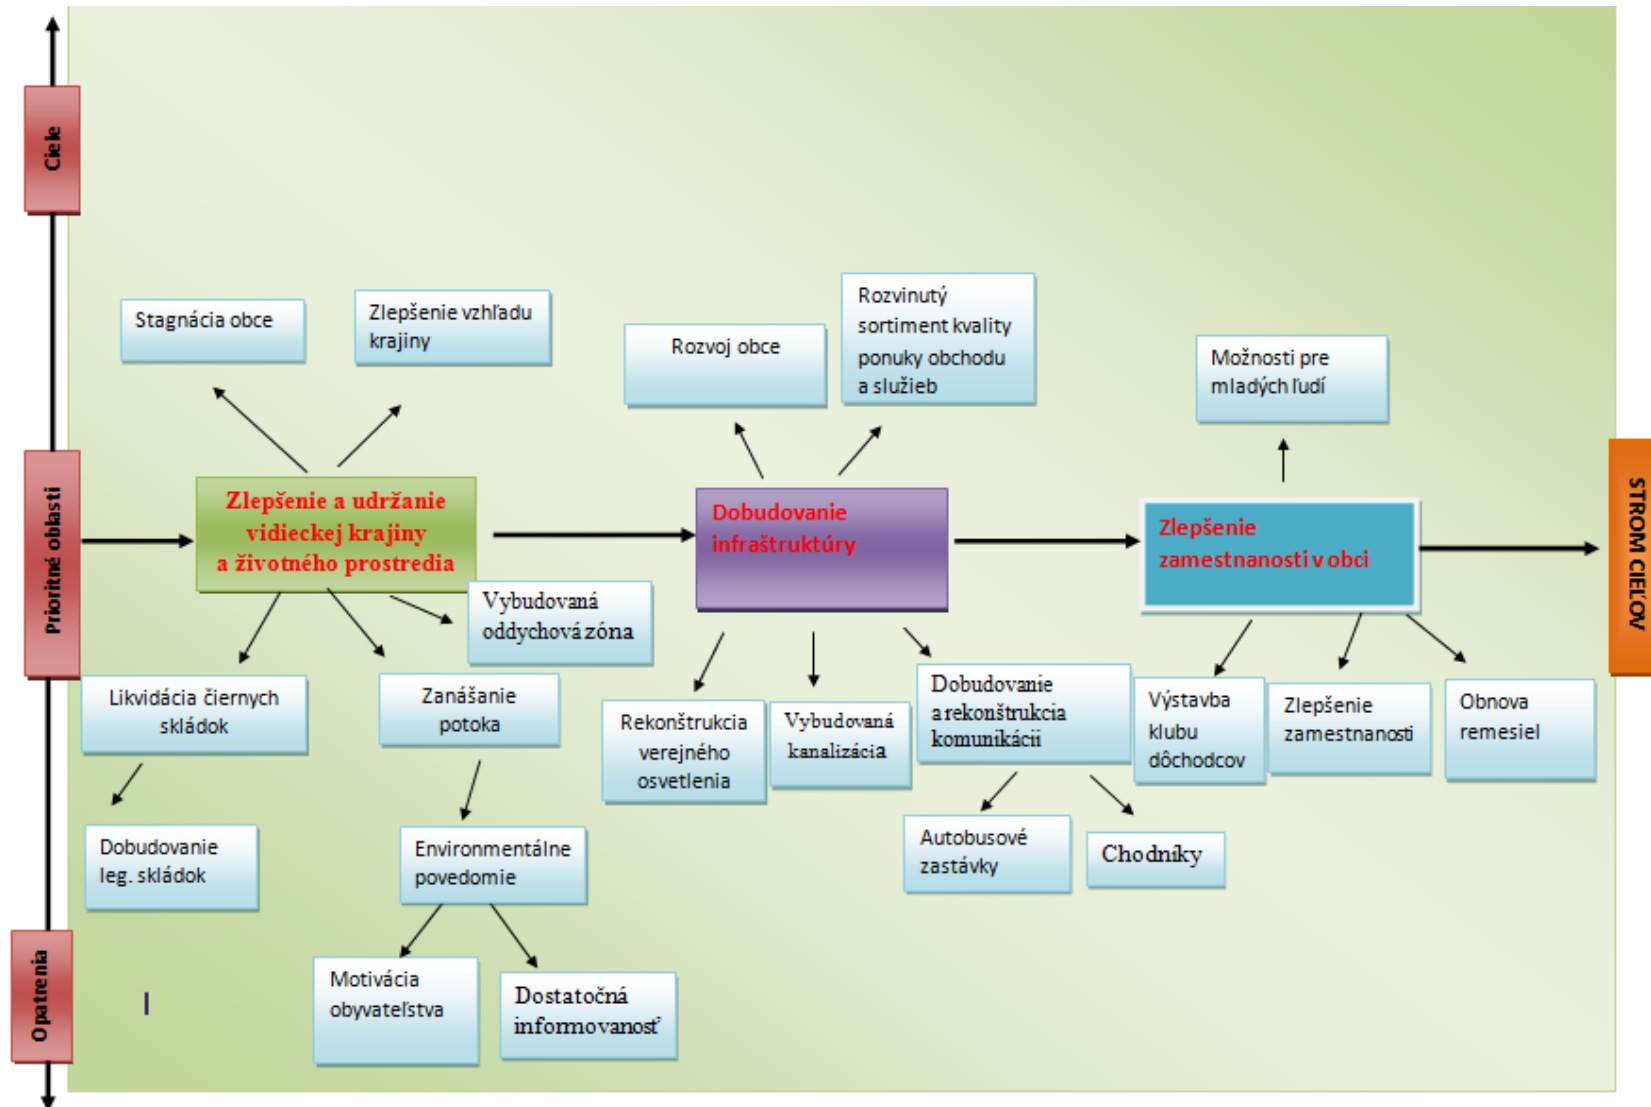 Ciele
Stagnácia obce
Zlepšenie vzhľadu
krajiny
Rozvoj obce
Rozvinutý
sortiment kvality
ponuky obchodu
a služieb
Možnosti pre
mladých ľudí
Prioritné oblasti
Zlepšenie a udržanie
vidieckej krajiny
a životného prostredia
Dobudovanie
infraštruktúry
Zlepšenie
zamestnanosti v obci
STROM CIEĽOV
Vybudovaná
oddychová zóna
Likvidácia čiernych
skládok
Zanášanie
potoka
Rekonštrukcia
verejného
osvetlenia
Vybudovaná
kanalizácia
Dobudovanie
a rekonštrukcia
komunikácii
Výstavba
klubu
dôchodcov
Zlepšenie
zamestnanosti
Obnova
remesiel
Dobudovanie
leg. skládok
Environmentálne
povedomie
Autobusové
zastávky
Chodníky
Opatrenia
Motivácia
obyvateľstva
Dostatočná
informovanosť